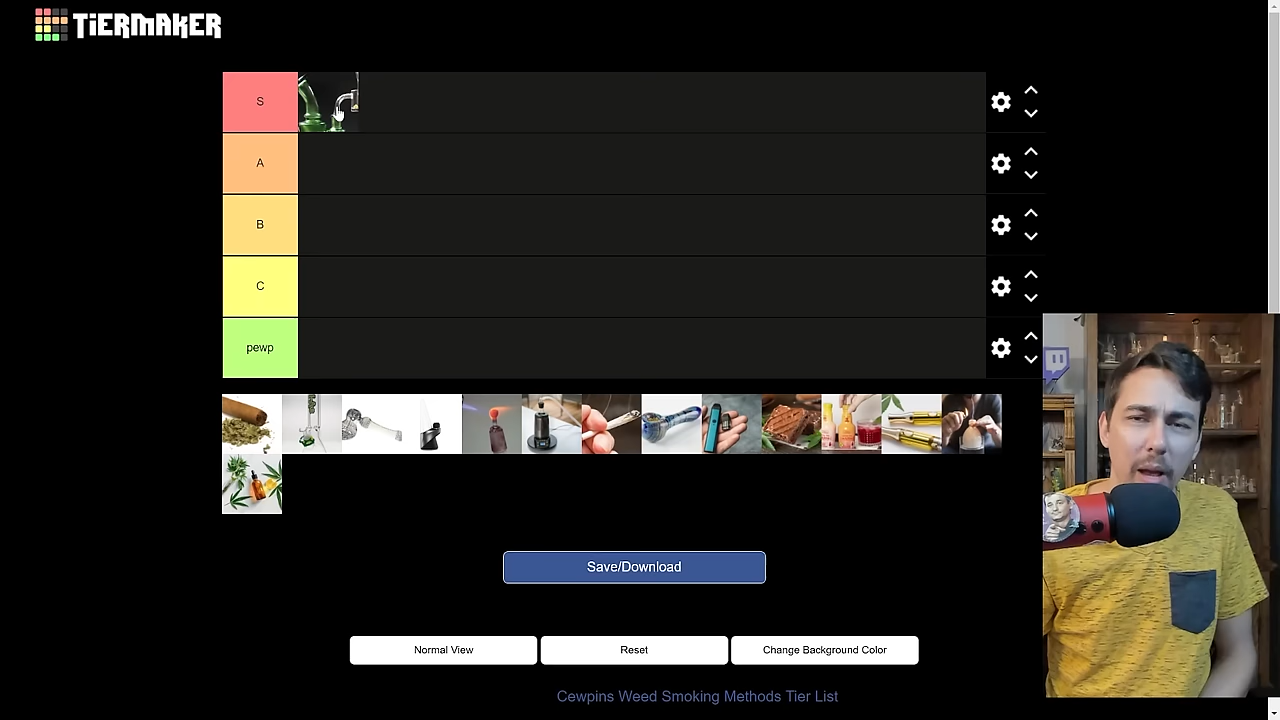 TIERMAKER
S
A
B
C
pewp
Save/Download
Normal View
Reset
Change Background Color
Cewpins Weed Smoking Methods Tier List